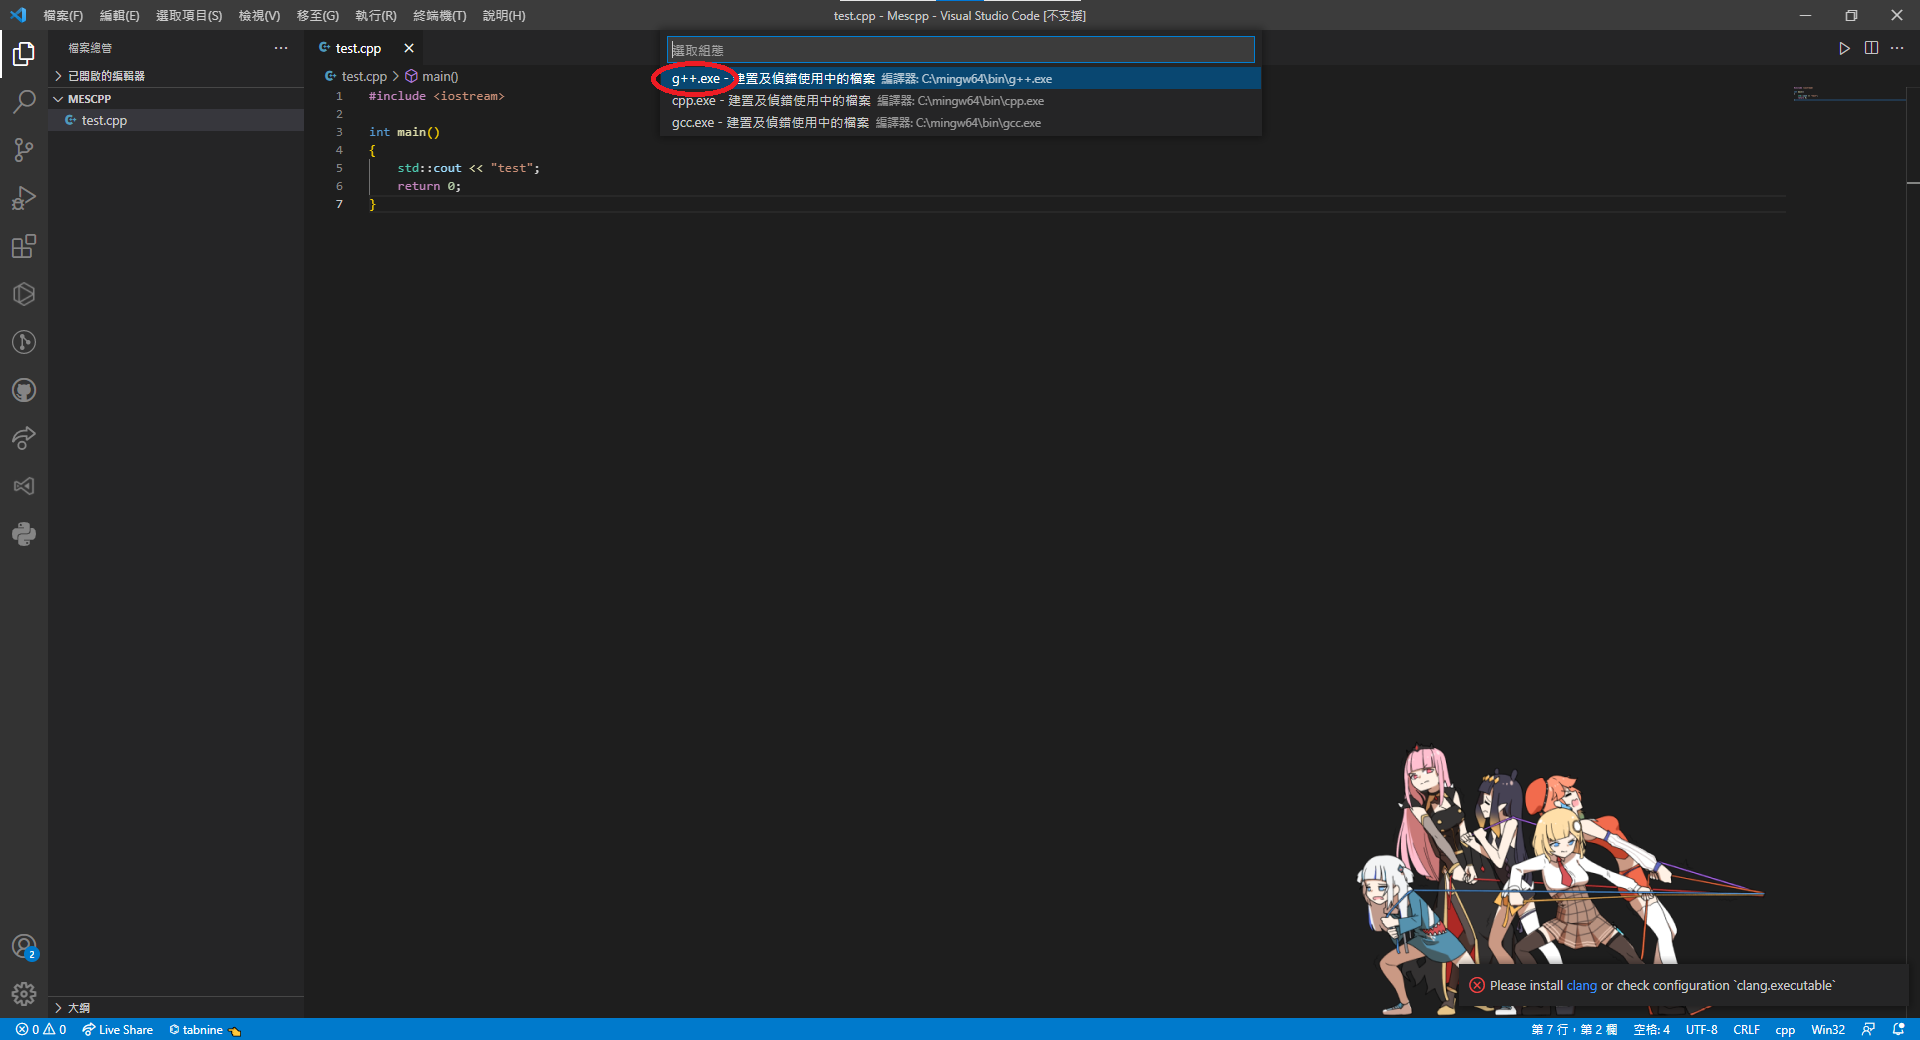 檔案(F) 編輯(E) 選取項目(S) 檢視(V) 移至(G) 執行(R) 終端機(T) 說明(H)
test.cpp - Mescpp - Visual Studio Code [不支援]
檔案總管
已開啟的編輯器
MESCPP
test.cpp
大綱
test.cpp
test.cpp > main()
選取組態
g++.exe - 建置及偵錯使用中的檔案 編譯器: C:\mingw64\bin\g++.exe
cpp.exe - 建置及偵錯使用中的檔案 編譯器: C:\mingw64\bin\cpp.exe
gcc.exe - 建置及偵錯使用中的檔案 編譯器: C:\mingw64\bin\gcc.exe
1 #include <iostream>
2
3 int main()
4 {
5 std::cout << "test";
6 return 0;
7 }
2
Please install clang or check configuration `clang.executable`
0 0 Live Share tabnine
第 7 行，第 2 欄 空格: 4 UTF-8 CRLF cpp Win32